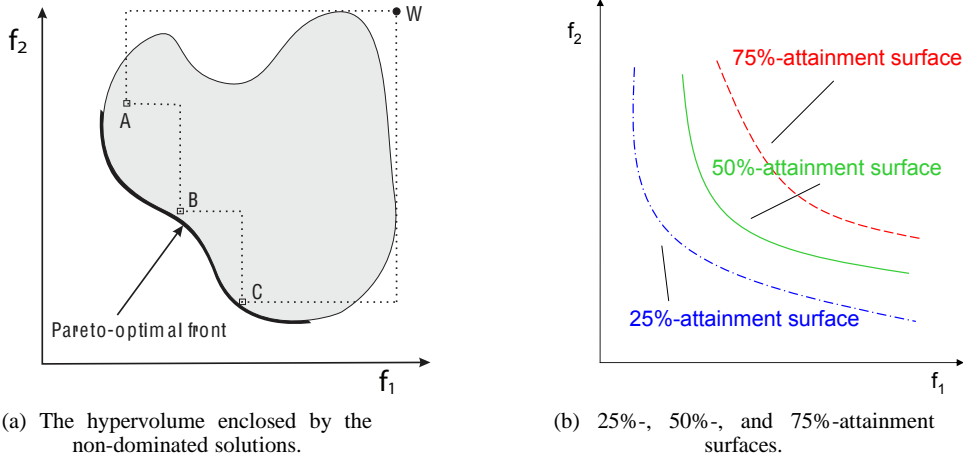 f2
W
A
B
C
Pareto-optimal front
f1
(a) The hypervolume enclosed by the
non-dominated solutions.
f2
75%-attainment surface
50%-attainment surface
25%-attainment surface
f1
(b) 25%-, 50%-, and 75%-attainment
surfaces.